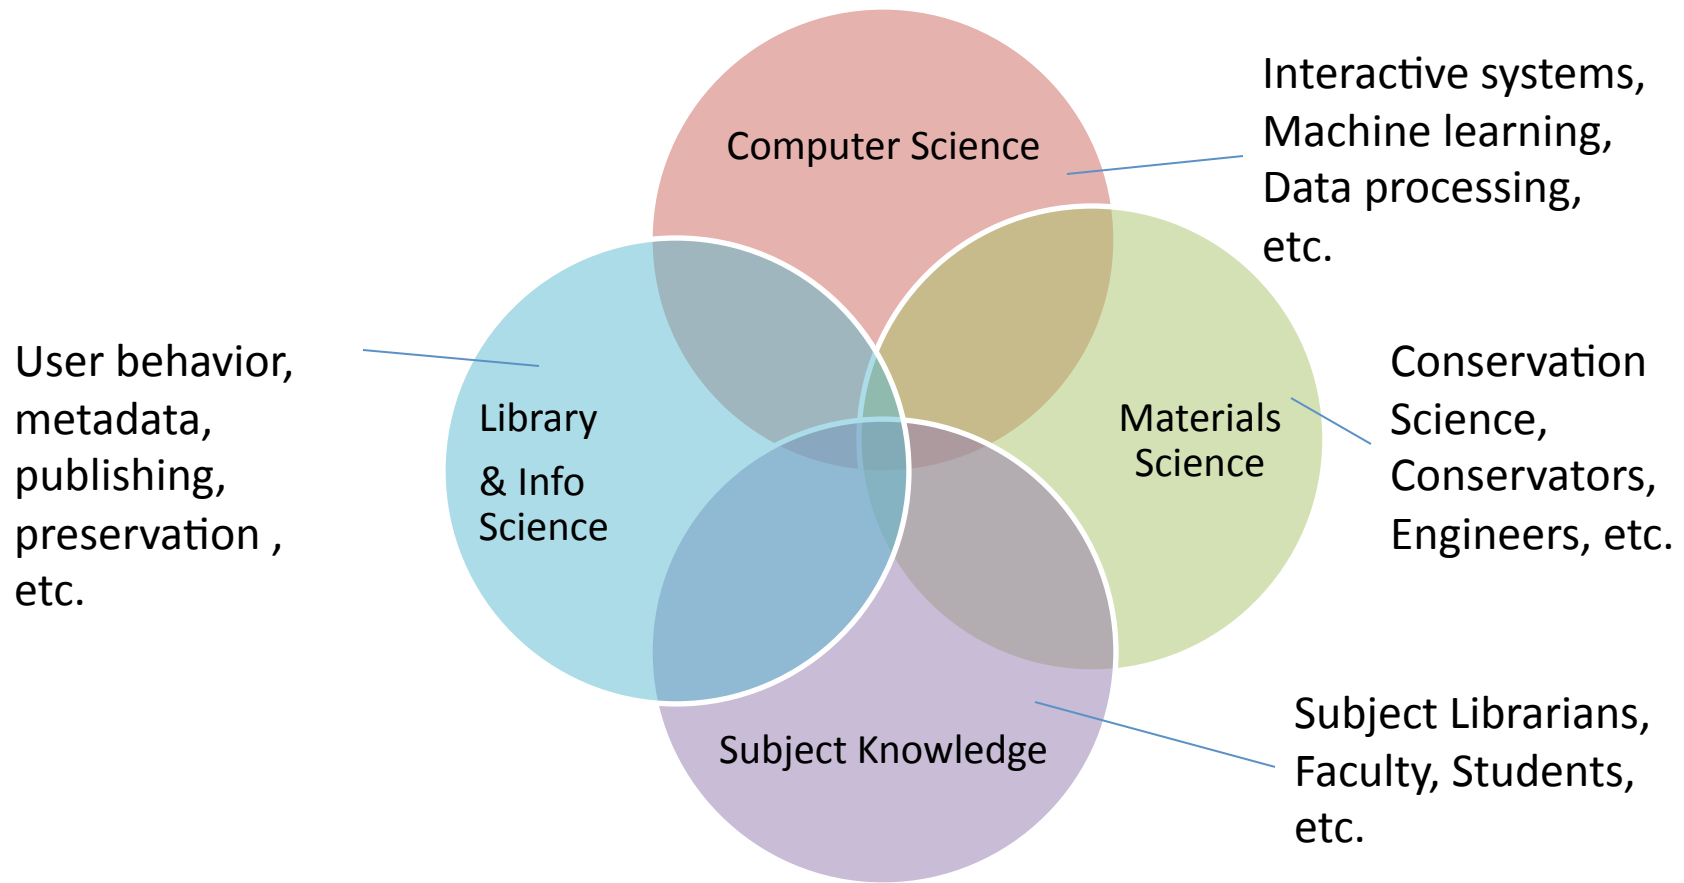 Computer Science
Interactive systems,
Machine learning,
Data processing,
etc.
User behavior,
metadata,
publishing,
preservation ,
etc.
Library
& Info
Science
Materials
Science
Conservation
Science,
Conservators,
Engineers, etc.
Subject Knowledge
Subject Librarians,
Faculty, Students,
etc.